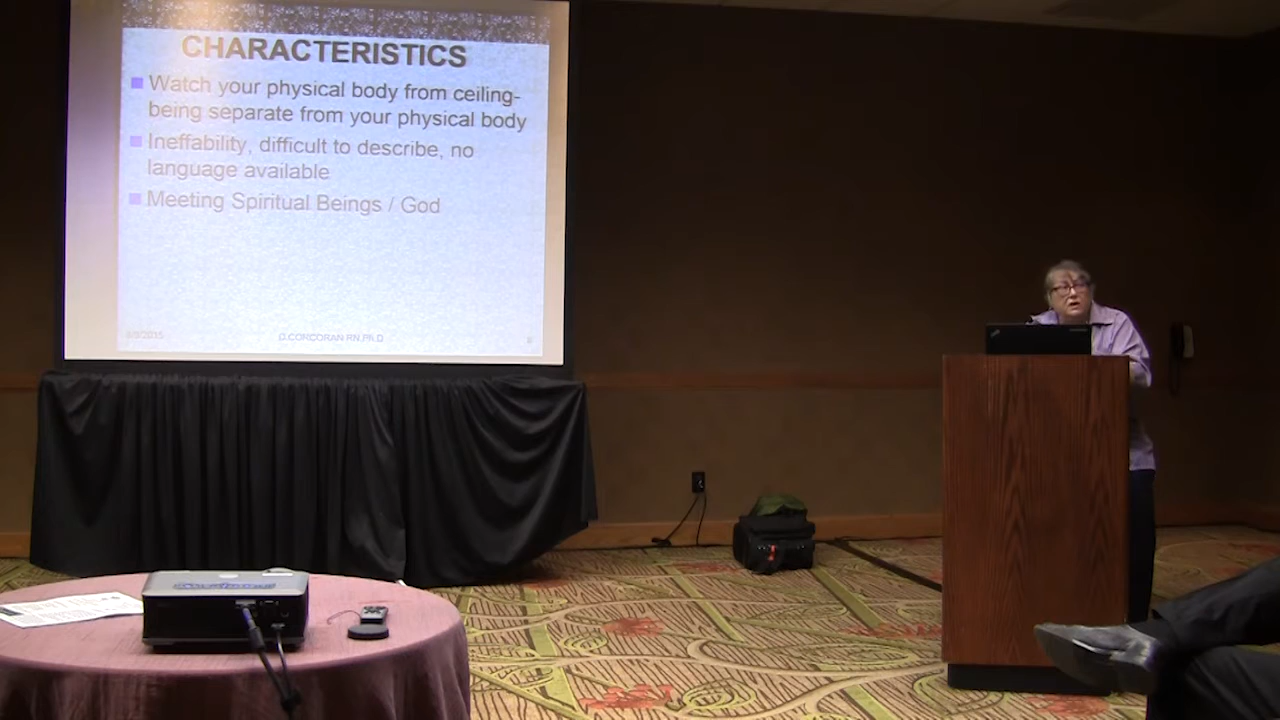 CHARACTERISTICS
Watch your physical body from ceiling-
being separate from your physical body
Ineffability, difficult to describe, no
language available
Meeting Spiritual Beings / God
D.CORCORAN RN,PH.D